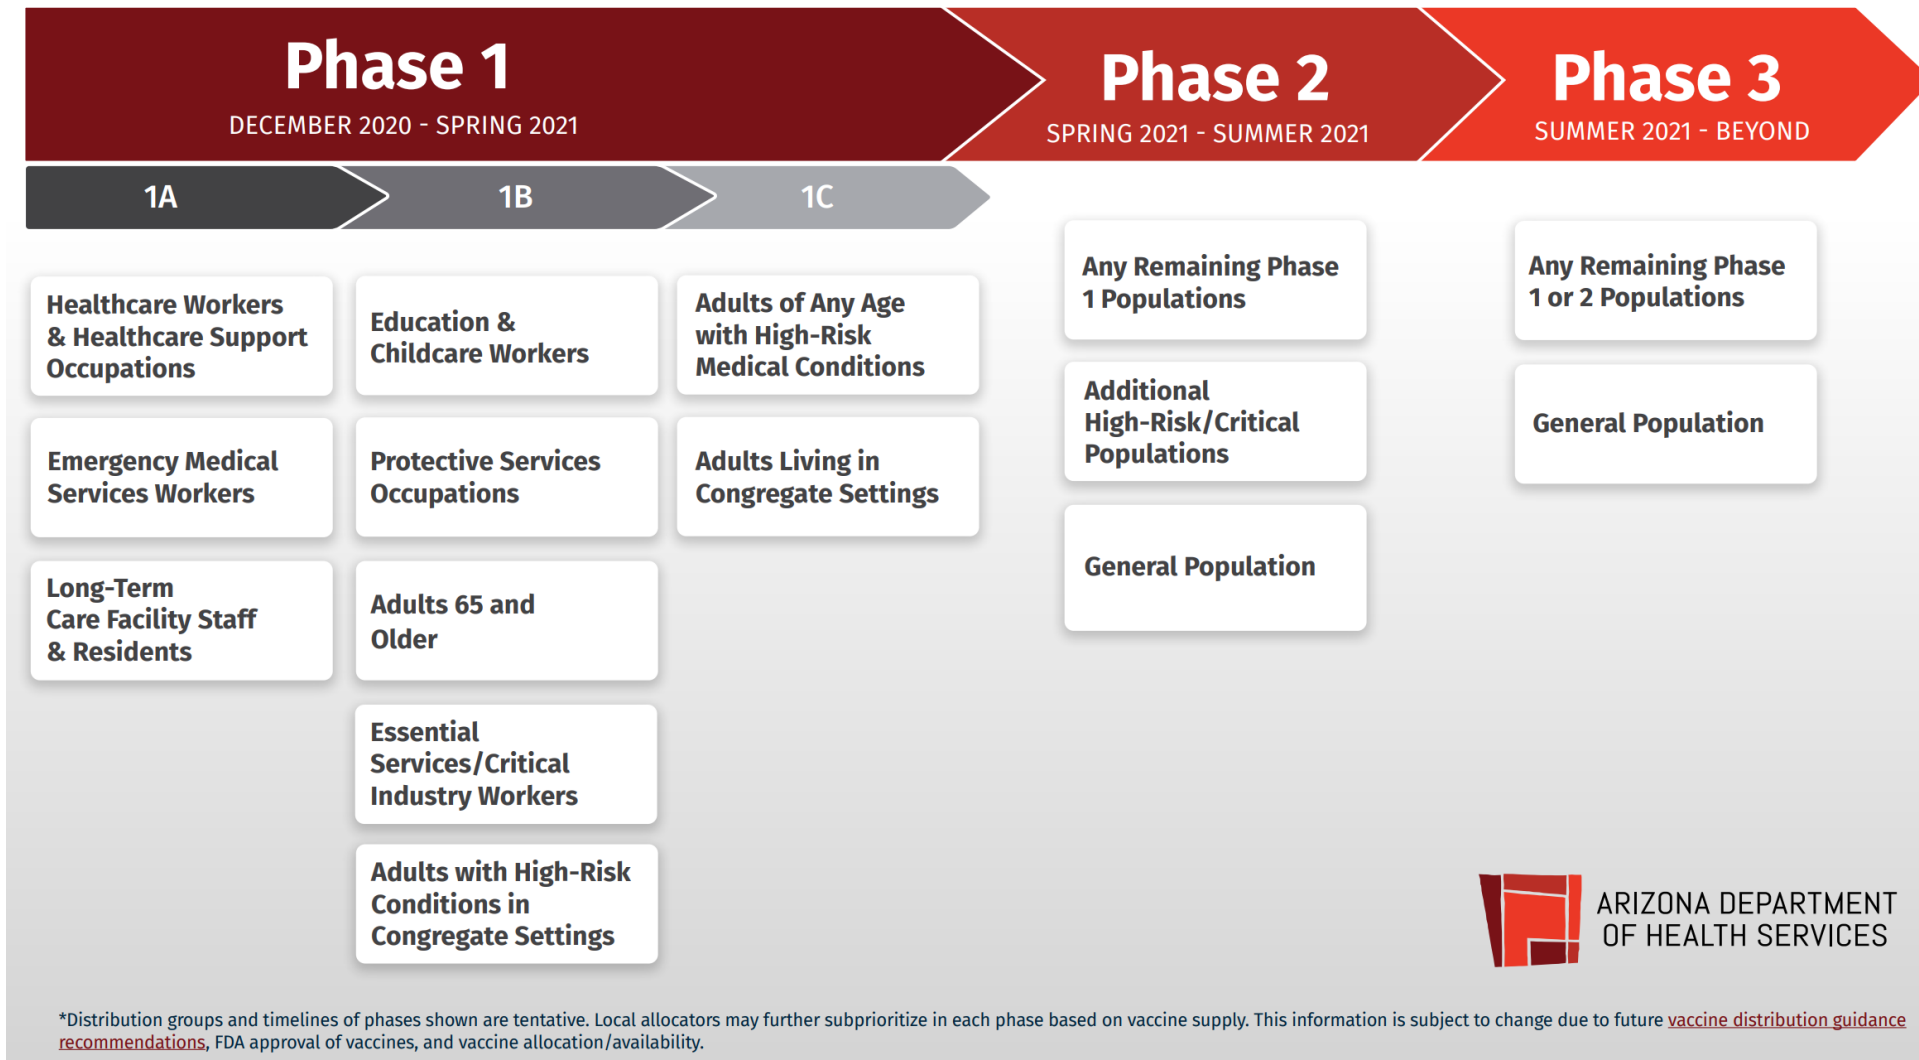 Phase 1
DECEMBER 2020 - SPRING 2021
Phase 2
SPRING 2021 - SUMMER 2021
Phase 3
SUMMER 2021 - BEYOND
1A
1B
1C
Healthcare Workers
& Healthcare Support
Occupations
Emergency Medical
Services Workers
Long-Term
Care Facility Staff
& Residents
Education &
Childcare Workers
Protective Services
Occupations
Adults 65 and
Older
Essential
Services/Critical
Industry Workers
Adults with High-Risk
Conditions in
Congregate Settings
Adults of Any Age
with High-Risk
Medical Conditions
Adults Living in
Congregate Settings
Any Remaining Phase
1 Populations
Additional
High-Risk/Critical
Populations
General Population
Any Remaining Phase
1 or 2 Populations
General Population
ARIZONA DEPARTMENT
OF HEALTH SERVICES
*Distribution groups and timelines of phases shown are tentative. Local allocators may further subprioritize in each phase based on vaccine supply. This information is subject to change due to future vaccine distribution guidance
recommendations, FDA approval of vaccines, and vaccine allocation/availability.